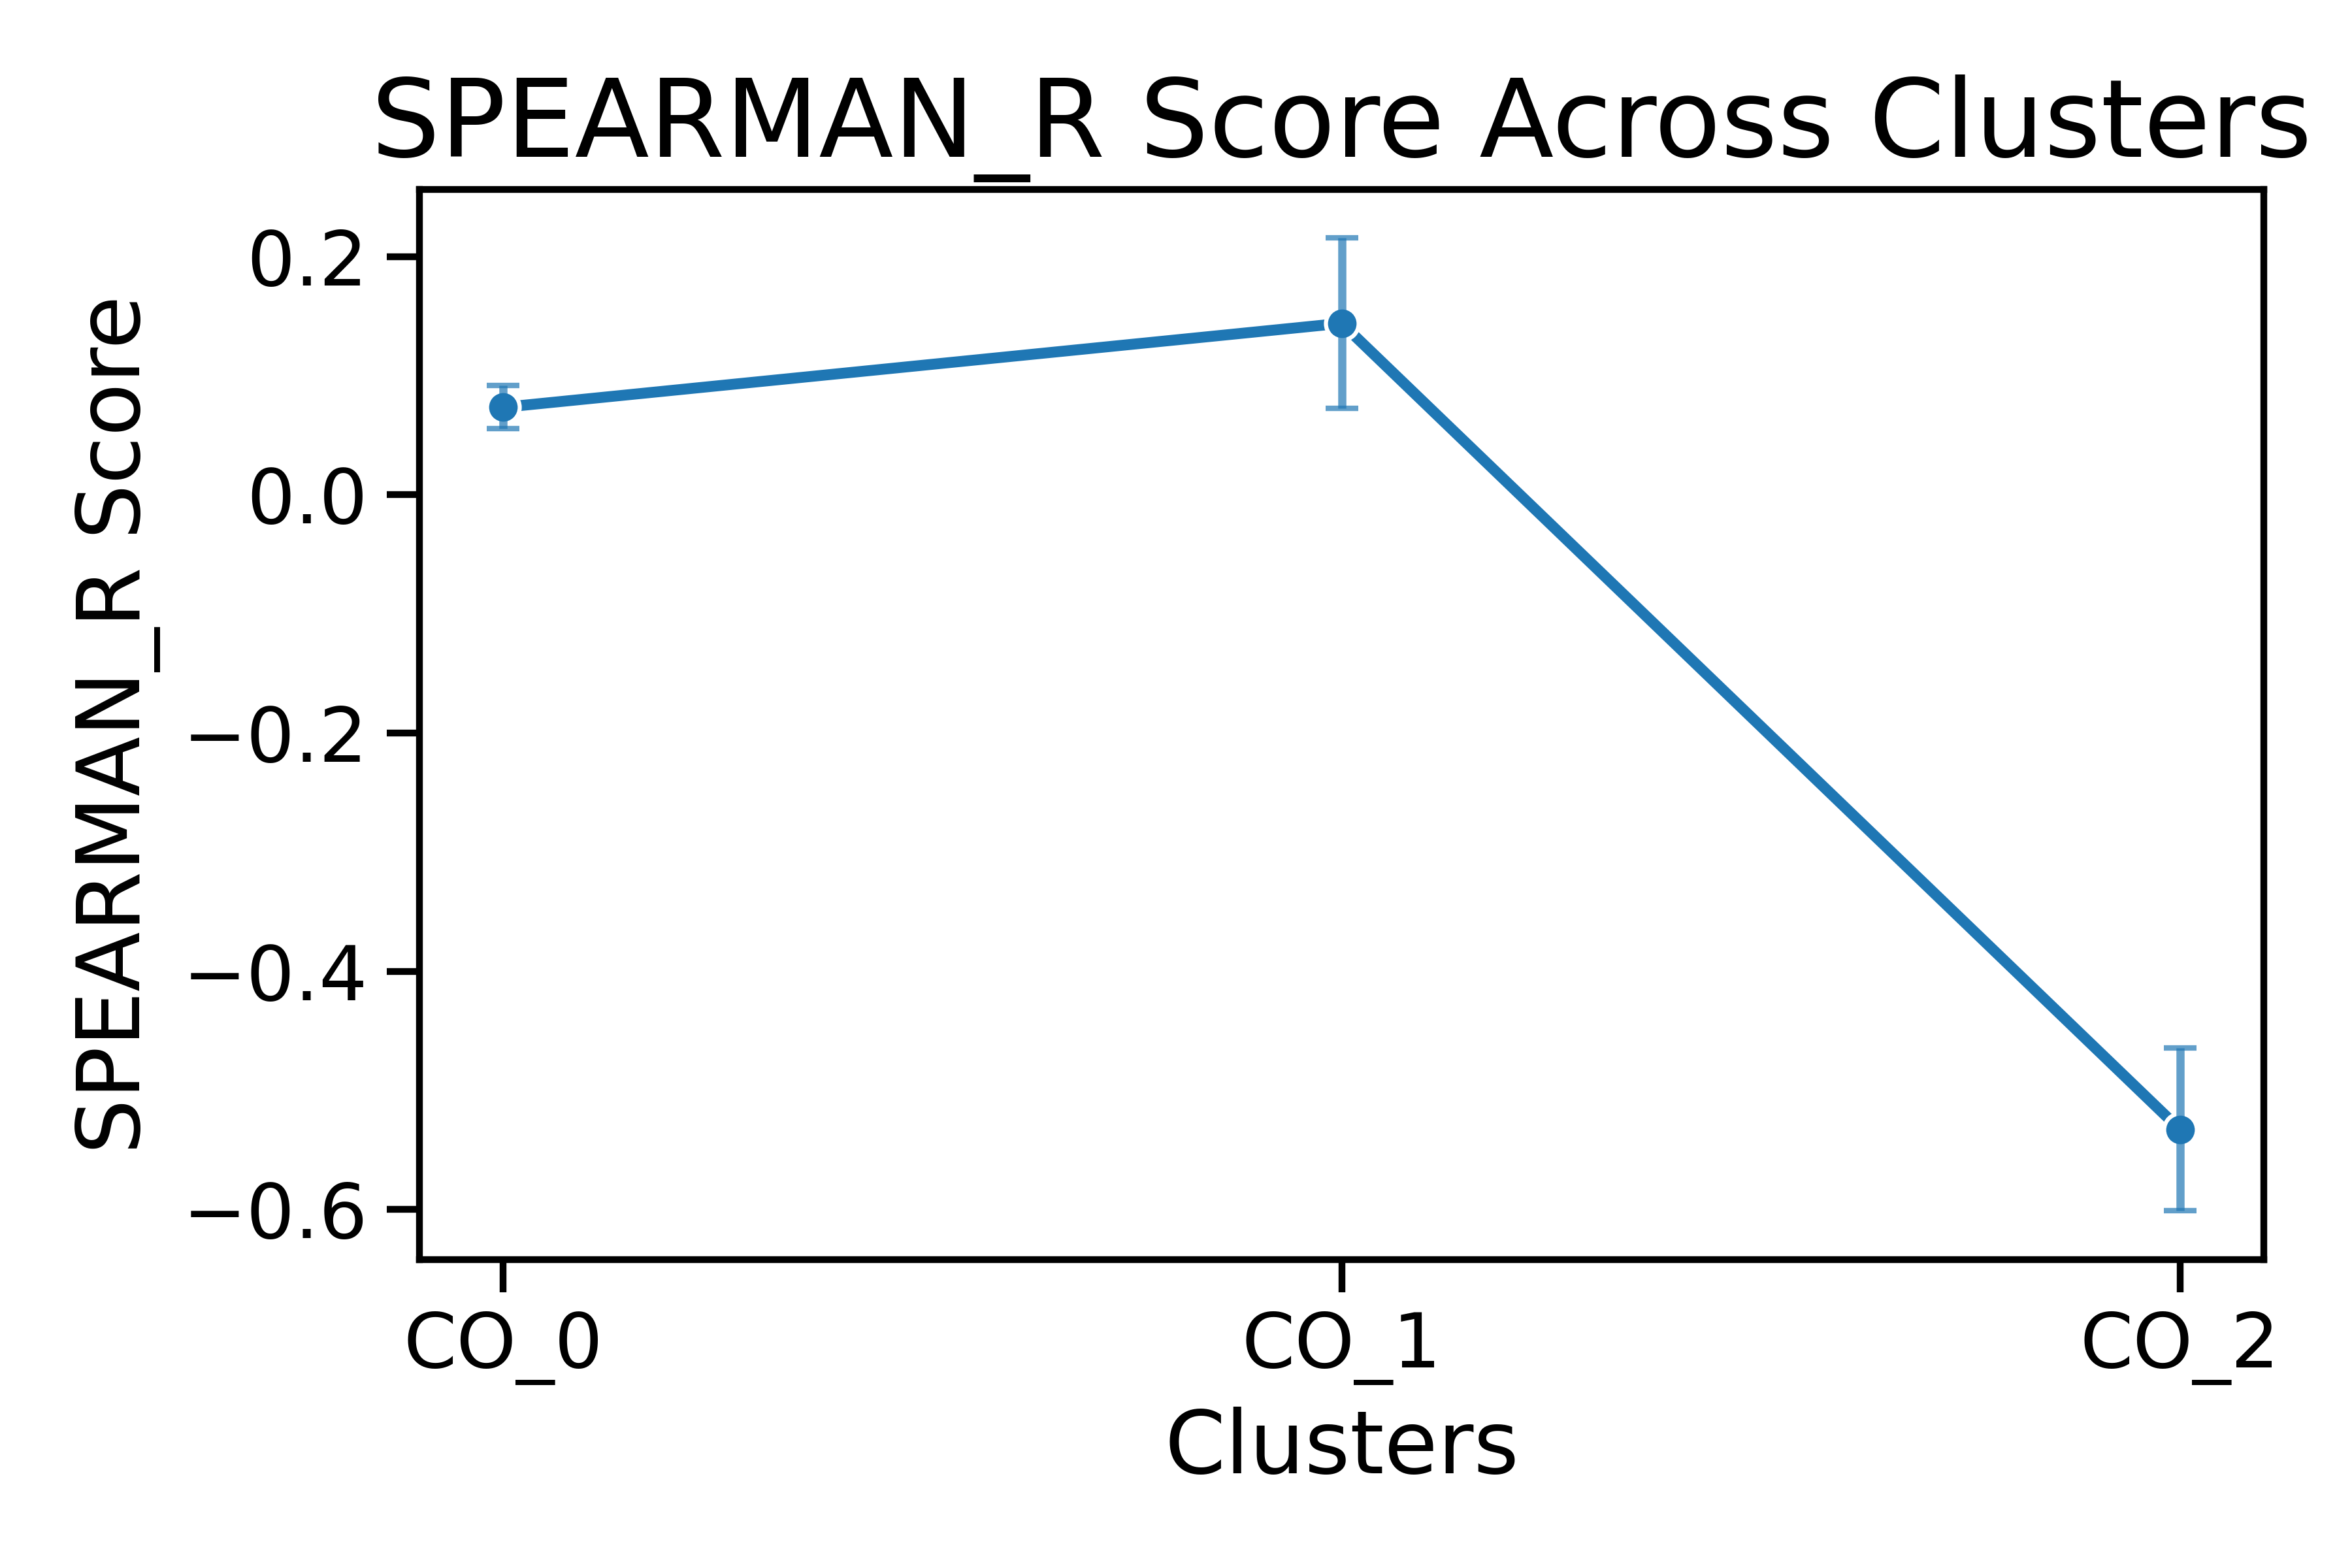 SPEARMAN_R Score Across Clusters
SPEARMAN_R Score
0.2
0.0
−0.2
−0.4
−0.6
CO_0
CO_1
CO_2
Clusters